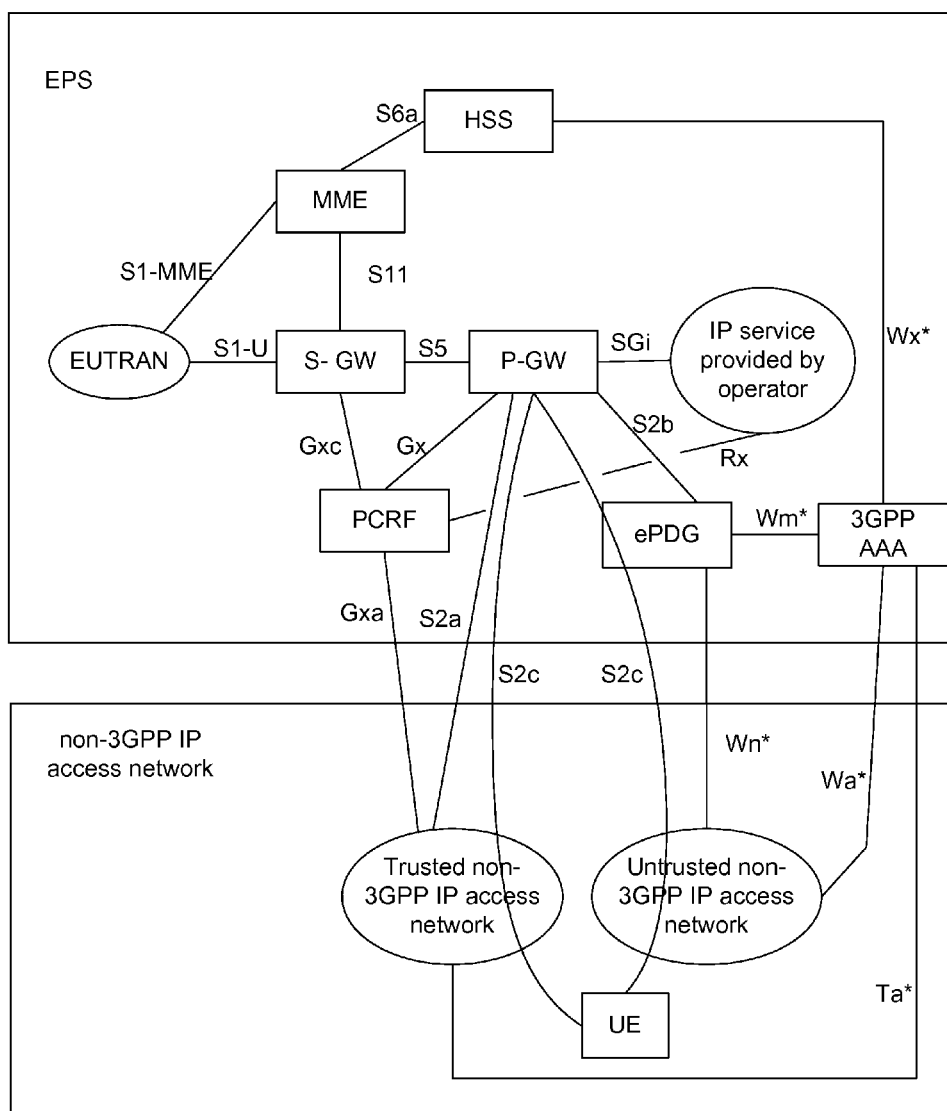 EPS
S6a
HSS
MME
S1-MME
S11
Wx*
IP service
provided by
operator
EUTRAN
S1-U
S- GW
S5
P-GW
SGi
Gxc
Gx
S2b
Rx
PCRF
ePDG
Wm*
3GPP
AAA
Gxa
S2a
S2c
S2c
non-3GPP IP
access network
Wn*
Wa*
Trusted non-
3GPP IP access
network
Untrusted non-
3GPP IP access
network
Ta*
UE